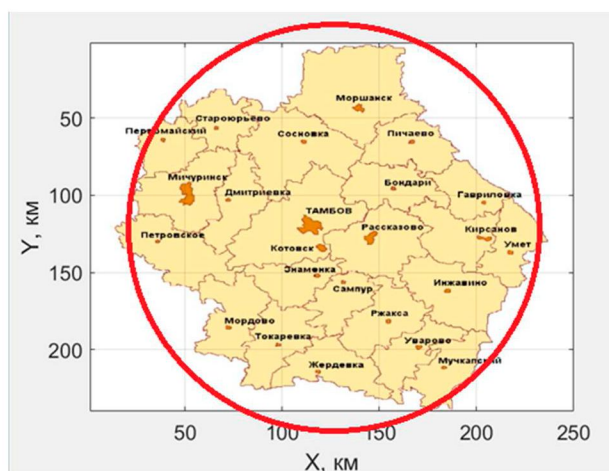 Моршанск
Староюрьево
Первомайский
Сосновка
Пичаево
Мичуринск
Дмитриевка
Бондари
Гавриловка
ТАМБОВ
Петровское
Котовск
Рассказово
Кирсанов
Умет
Знаменка
Сампур
Инжавино
Мордово
Ржакса
Токаревка
Уварово
Жердевка
Мучкапский
50
100
150
200
Y, км
50
100
150
200
250
X, км